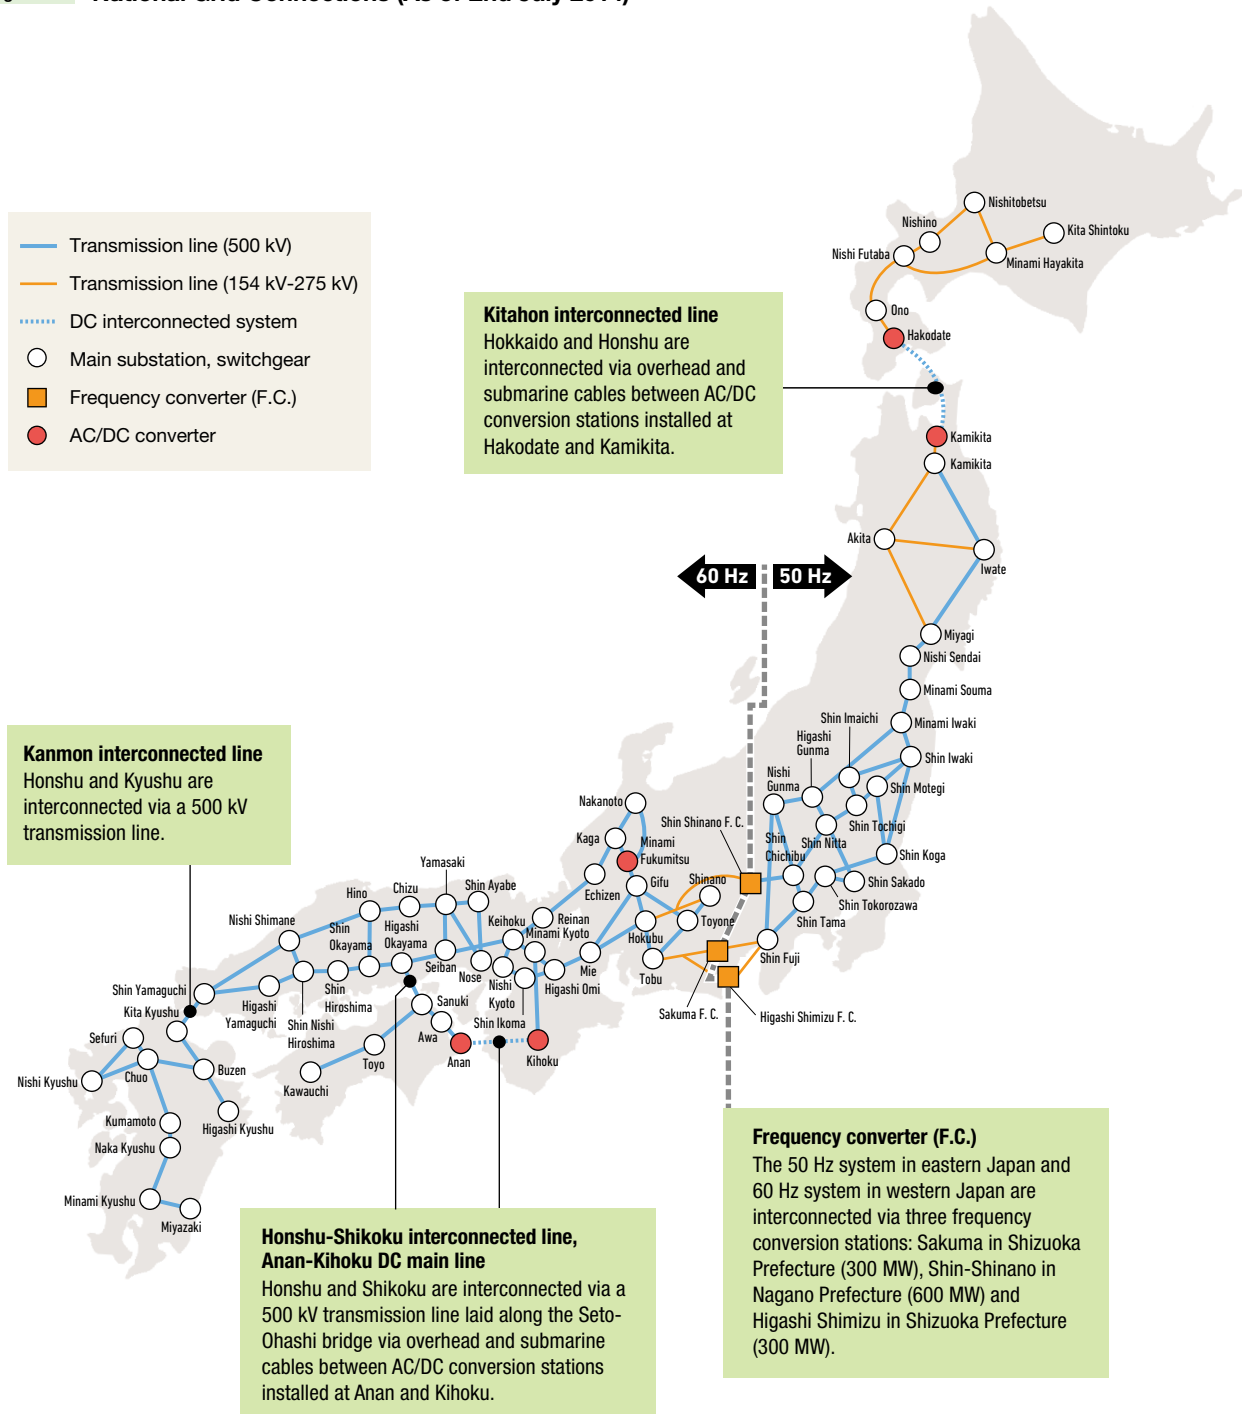 National Grid Connections (As of 2nd July 2014)
Transmission line (500 kV)
Transmission line (154 kV-275 kV)
DC interconnected system
Main substation, switchgear
Frequency converter (F.C.)
AC/DC converter
Kitahon interconnected line
Hokkaido and Honshu are
interconnected via overhead and
submarine cables between AC/DC
conversion stations installed at
Hakodate and Kamikita.
Nishitobetsu
Nishino
Kita Shintoku
Nishi Futaba
Minami Hayakita
Ono
Hakodate
Kamikita
Kamikita
Akita
Iwate
60 Hz
50 Hz
Miyagi
Nishi Sendai
Minami Souma
Shin Imaichi
Minami Iwaki
Higashi
Gunma
Shin Iwaki
Nishi
Gunma
Shin Motegi
Shin Tochigi
Shin Nitta
Shin
Chichibu
Shin Koga
Shin Sakado
Shin Tokorozawa
Shin Tama
Shin Fuji
Shin Shinano F. C.
Nakanoto
Kaga
Minami
Fukumitsu
Echizen
Gifu
Shinano
Toyone
Hokubu
Tobu
Mie
Sakuma F. C.
Higashi Shimizu F. C.
Kanmon interconnected line
Honshu and Kyushu are
interconnected via a 500 kV
transmission line.
Yamasaki
Shin Ayabe
Chizu
Hino
Nishi Shimane
Shin
Okayama
Higashi
Okayama
Keihoku
Reinan
Minami Kyoto
Seiban
Nose
Nishi
Kyoto
Higashi Omi
Shin Ikoma
Shin Yamaguchi
Higashi
Yamaguchi
Shin Nishi
Hiroshima
Shin
Hiroshima
Sanuki
Awa
Anan
Kihoku
Toyo
Kawauchi
Kita Kyushu
Sefuri
Nishi Kyushu
Chuo
Buzen
Higashi Kyushu
Kumamoto
Naka Kyushu
Minami Kyushu
Miyazaki
Honshu-Shikoku interconnected line,
Anan-Kihoku DC main line
Honshu and Shikoku are interconnected via a
500 kV transmission line laid along the Seto-
Ohashi bridge via overhead and submarine
cables between AC/DC conversion stations
installed at Anan and Kihoku.
Frequency converter (F.C.)
The 50 Hz system in eastern Japan and
60 Hz system in western Japan are
interconnected via three frequency
conversion stations: Sakuma in Shizuoka
Prefecture (300 MW), Shin-Shinano in
Nagano Prefecture (600 MW) and
Higashi Shimizu in Shizuoka Prefecture
(300 MW).